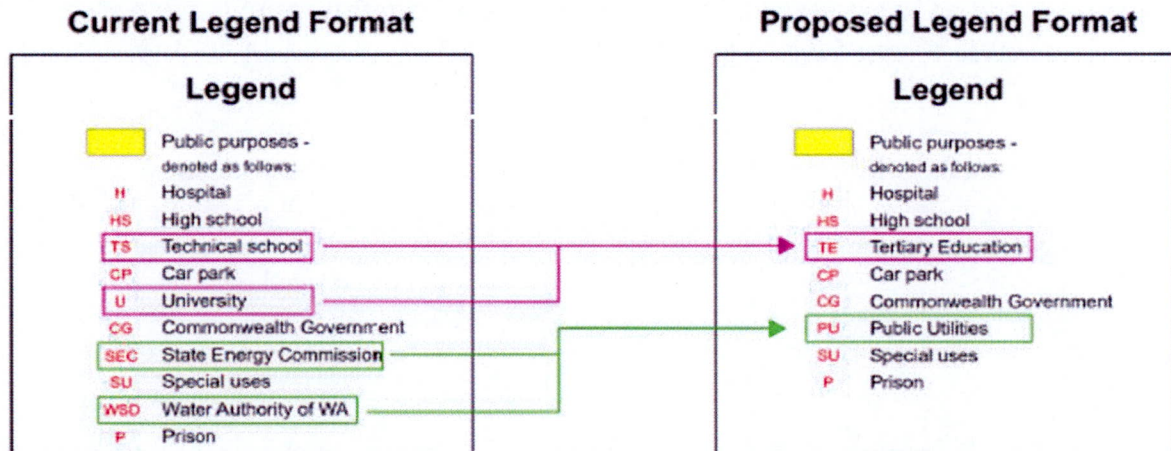 Current Legend Format
Legend
Public purposes -
denoted as follows:
H Hospital
HS High school
TS Technical school
CP Car park
U University
CG Commonwealth Government
SEC State Energy Commission
SU Special uses
WSD Water Authority of WA
P Prison
Proposed Legend Format
Legend
Public purposes -
denoted as follows:
H Hospital
HS High school
TE Tertiary Education
CP Car park
CG Commonwealth Government
PU Public Utilities
SU Special uses
P Prison